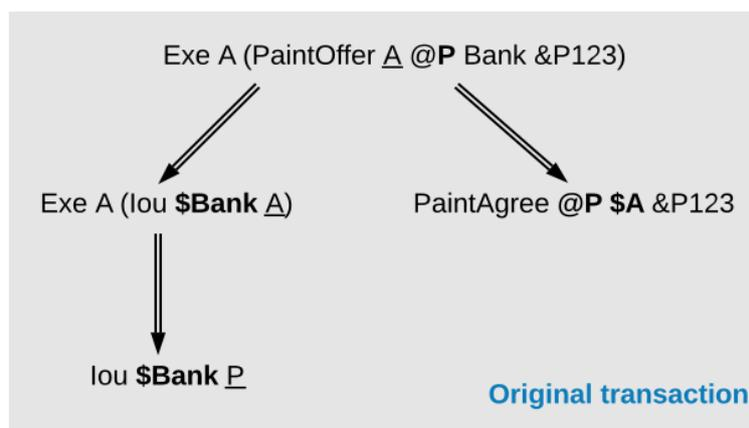 Exe A (PaintOffer A @P Bank &P123)
Exe A (Iou $Bank A)
PaintAgree @P $A &P123
Iou $Bank P
Original transaction